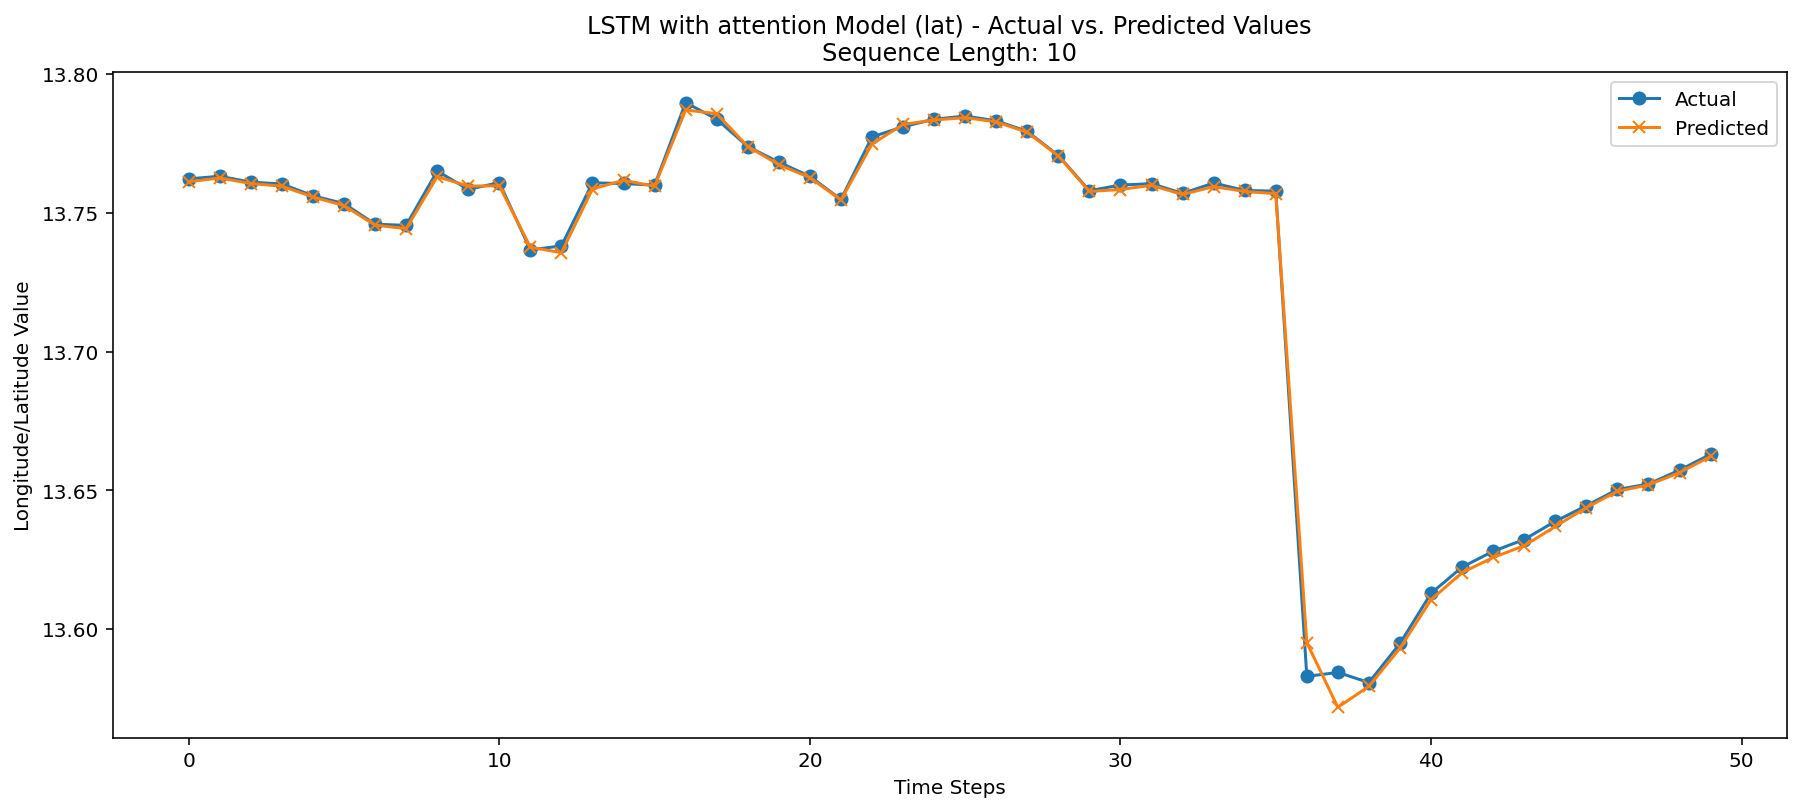 LSTM with attention Model (lat) - Actual vs. Predicted Values
Sequence Length: 10
Actual
Predicted
Longitude/Latitude Value
13.80
13.75
13.70
13.65
13.60
0 10 20 30 40 50
Time Steps